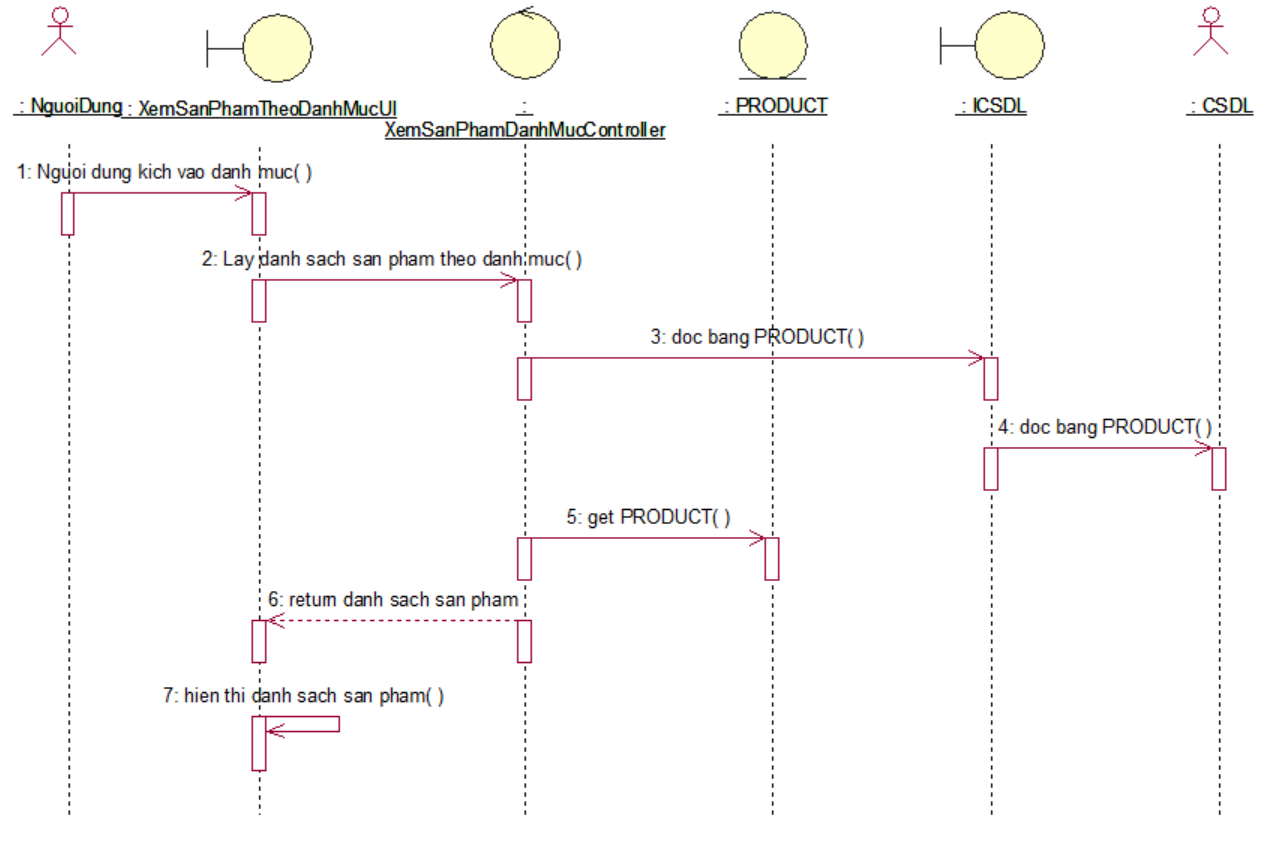 : NguoiDung
: XemSanPhamTheoDanhMucUI
:
XemSanPhamDanhMucController
: PRODUCT
: ICSDL
: CSDL
1: Nguoi dung kich vao danh muc( )
2: Lay danh sach san pham theo danh muc( )
3: doc bang PRODUCT( )
4: doc bang PRODUCT( )
5: get PRODUCT( )
6: return danh sach san pham
7: hien thi danh sach san pham( )